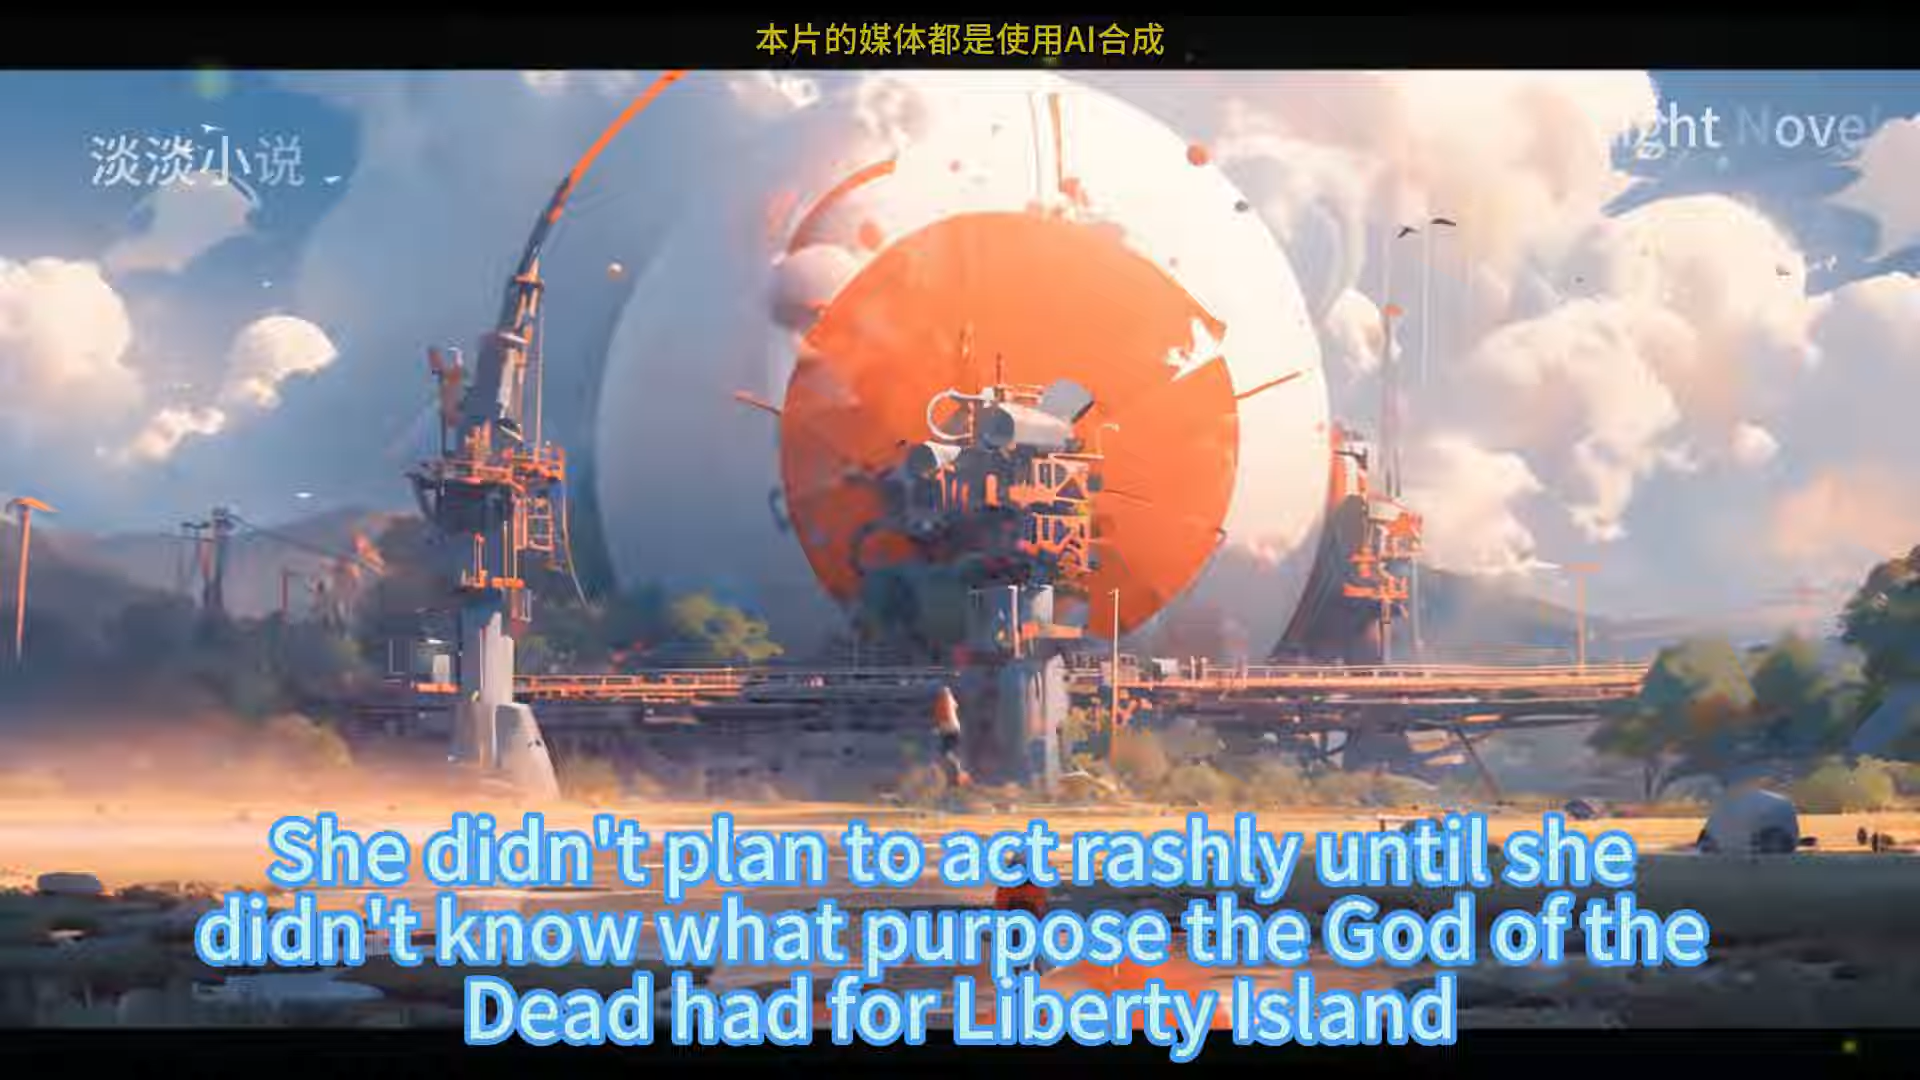 本片的媒体都是使用AI合成
淡淡小说
ight Nove
She didn't plan to act rashly until she
didn't know what purpose the God of the
Dead had for Liberty Island